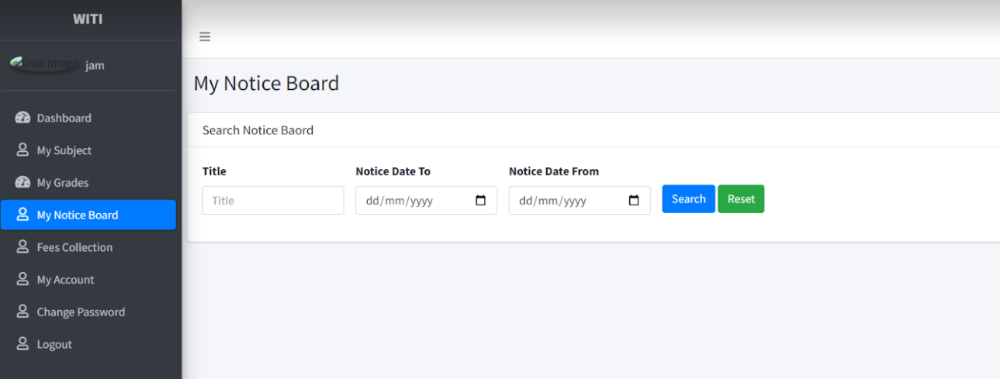 WITI
User Image jam
Dashboard
My Subject
My Grades
My Notice Board
Fees Collection
My Account
Change Password
Logout
My Notice Board
Search Notice Baord
Title Notice Date To Notice Date From
Title dd/mm/yyyy dd/mm/yyyy Search Reset